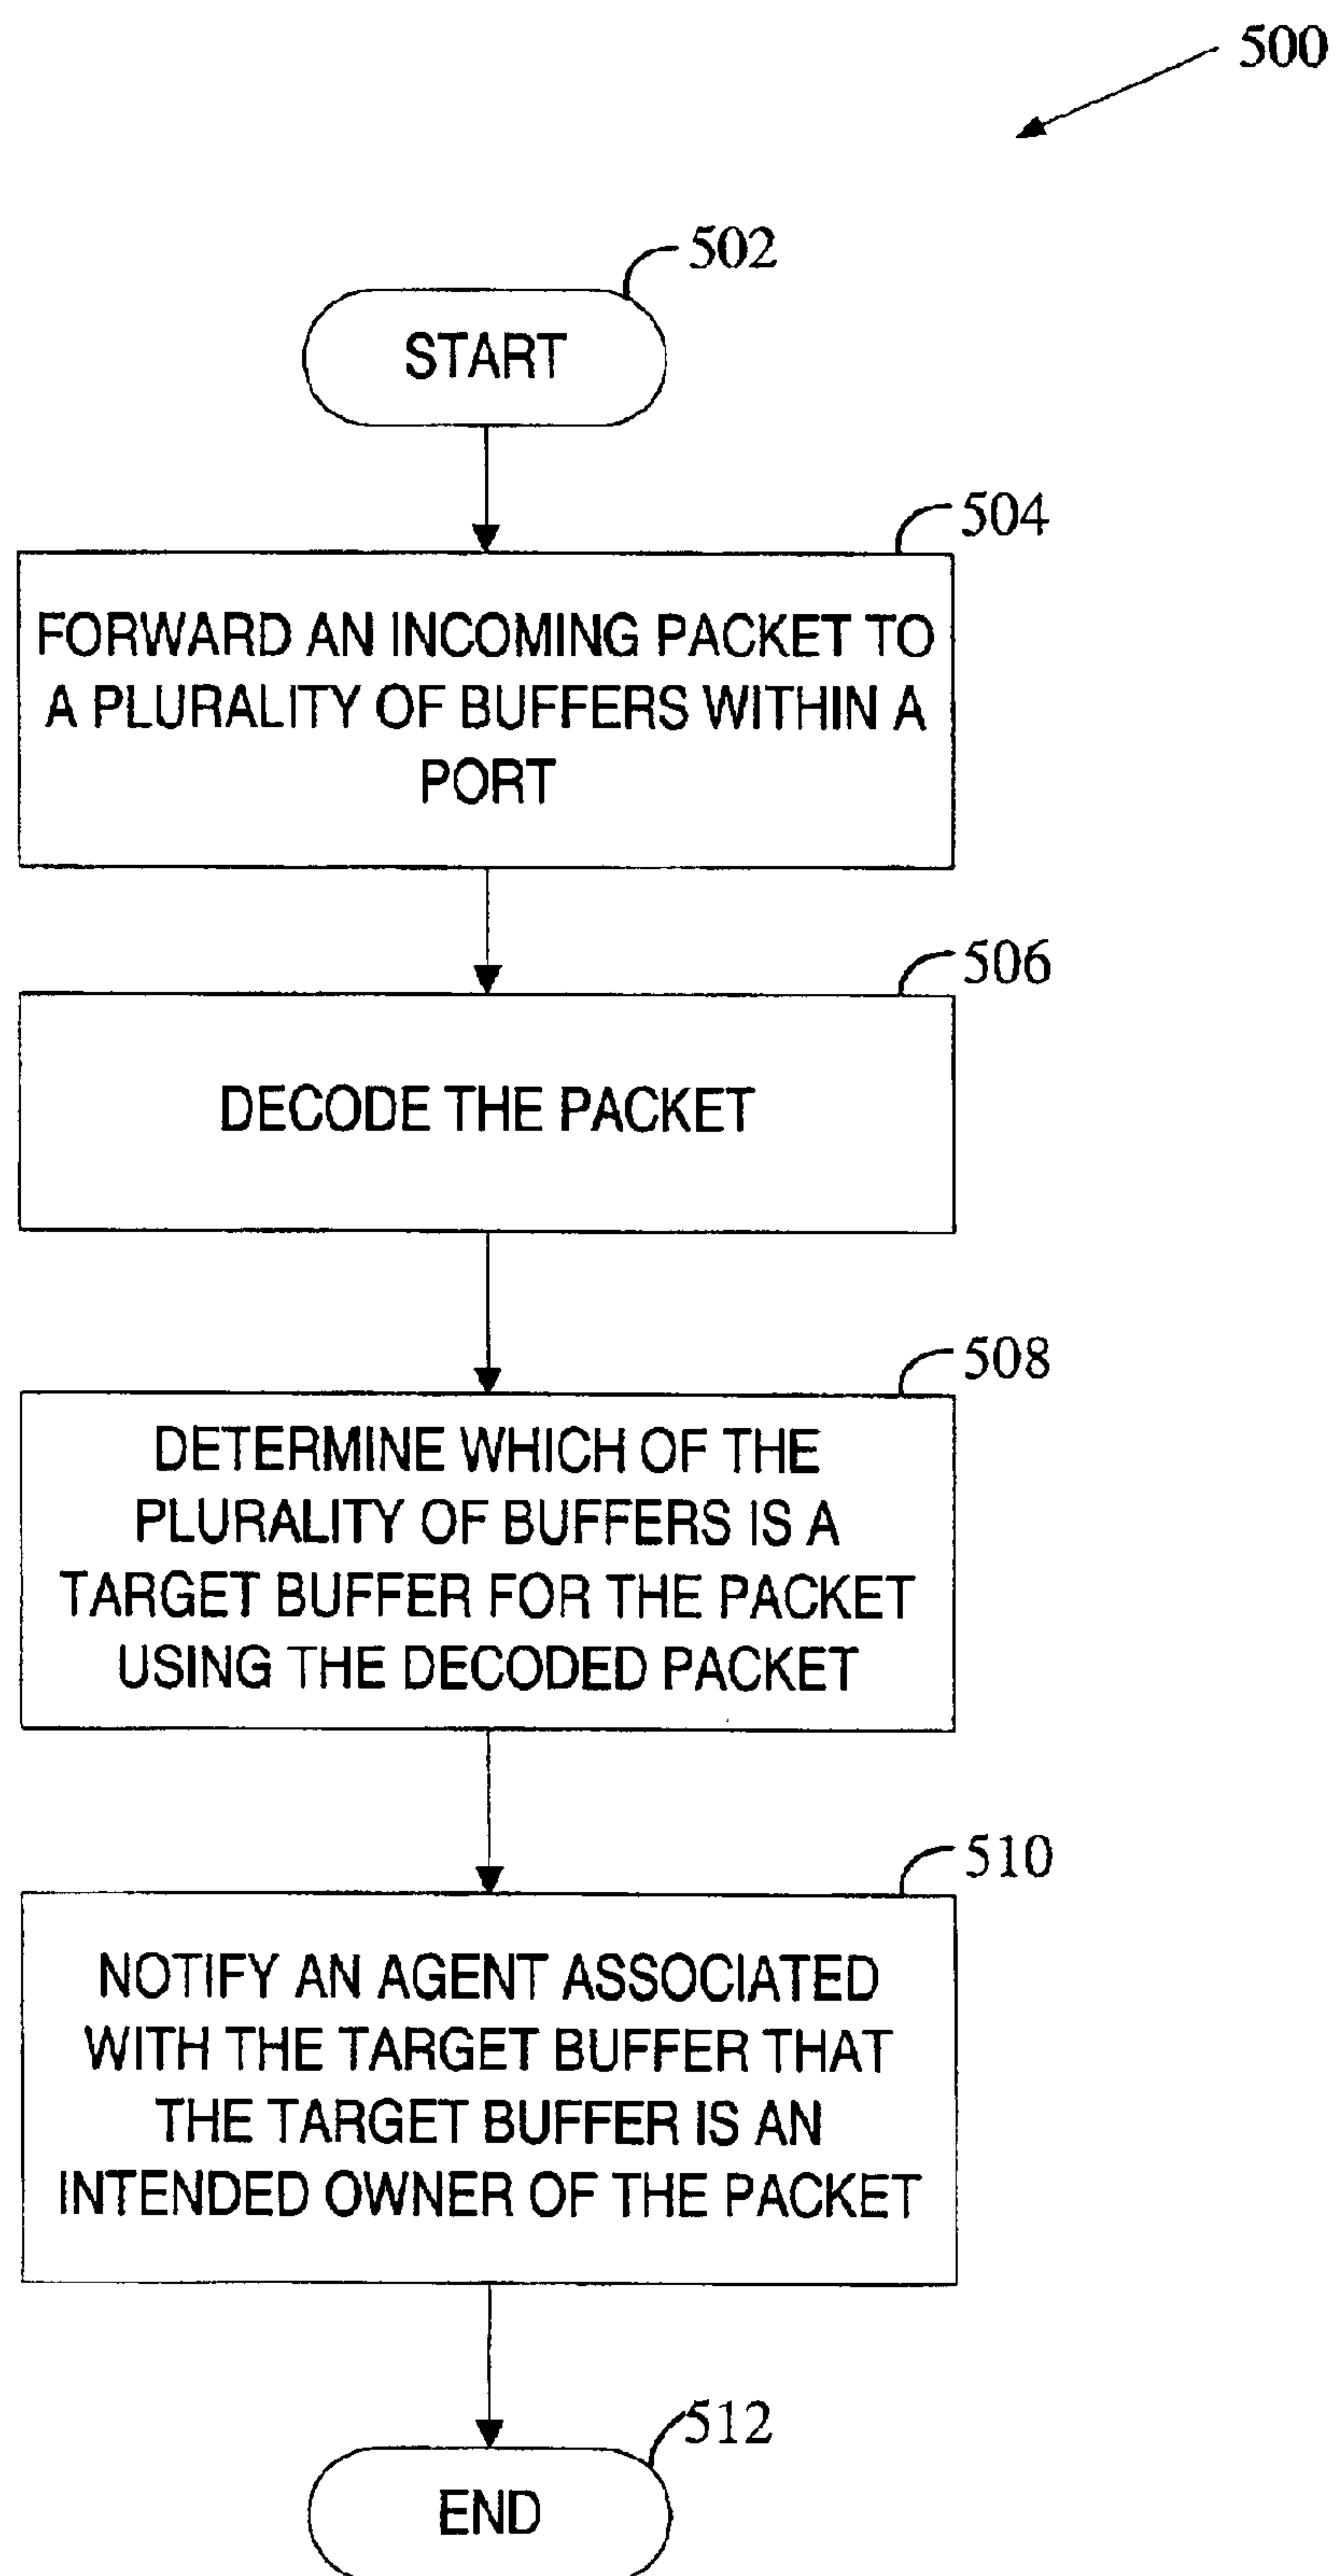 500
502
START
504
FORWARD AN INCOMING PACKET TO
A PLURALITY OF BUFFERS WITHIN A
PORT
506
DECODE THE PACKET
508
DETERMINE WHICH OF THE
PLURALITY OF BUFFERS IS A
TARGET BUFFER FOR THE PACKET
USING THE DECODED PACKET
510
NOTIFY AN AGENT ASSOCIATED
WITH THE TARGET BUFFER THAT
THE TARGET BUFFER IS AN
INTENDED OWNER OF THE PACKET
512
END